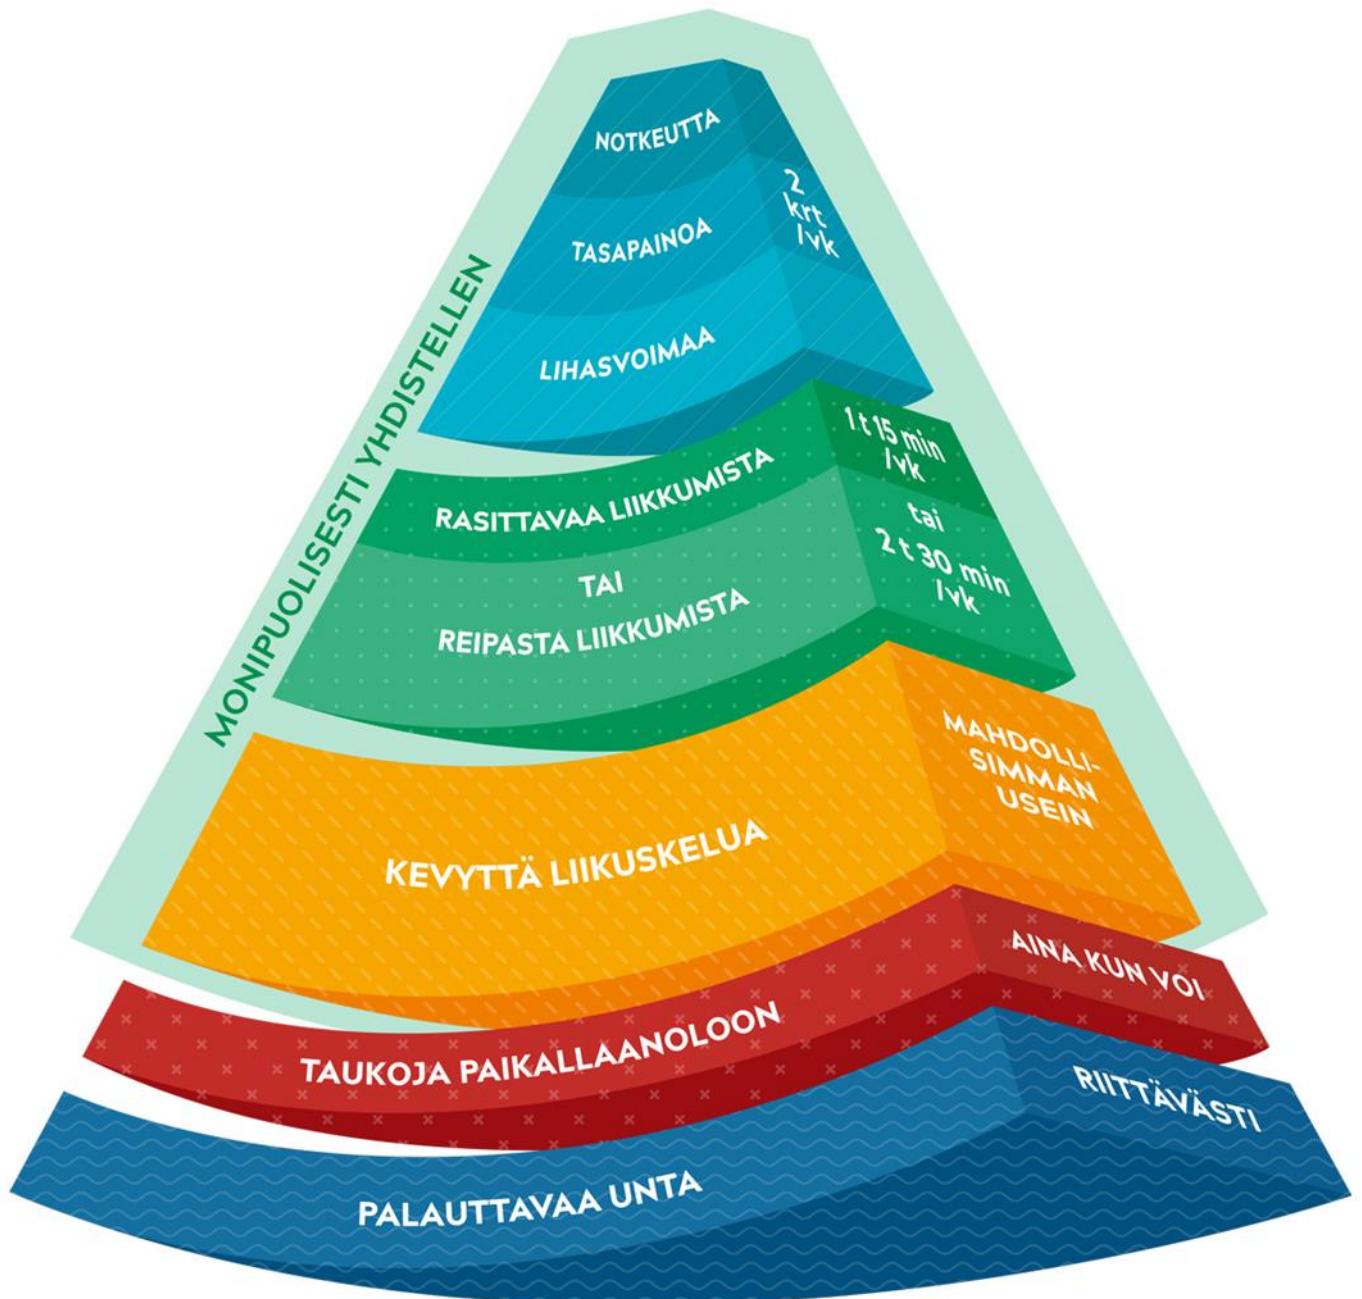 NOTKEUTTA
TASAPAINOA
LIHASVOIMAA
2
krt
/vk
MONIPUOLISESTI YHDISTELLEN
RASITTAVAA LIIKKUMISTA
1 t 15 min
/vk
TAI
REIPASTA LIIKKUMISTA
tai
2 t 30 min
/vk
KEVYTTÄ LIIKUSKELUA
MAHDOLLI-
SIMMAN
USEIN
TAUKOJA PAIKALLAANOLOON
AINA KUN VOI
PALAUTTAVAA UNTA
RIITTÄVÄSTI